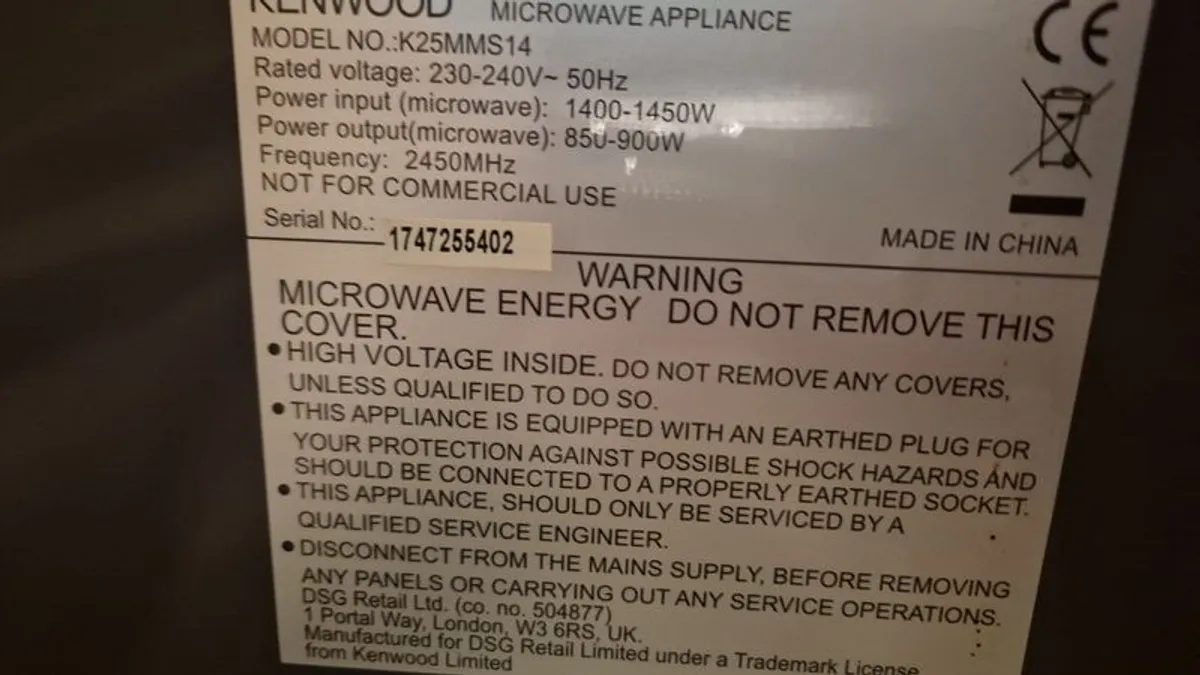 KENWOOD MICROWAVE APPLIANCE
MODEL NO.:K25MMS14
Rated voltage: 230-240V~ 50Hz
Power input (microwave): 1400-1450W
Power output(microwave): 850-900W
Frequency: 2450MHz
NOT FOR COMMERCIAL USE
Serial No.: 1747255402
CE
MADE IN CHINA
WARNING
MICROWAVE ENERGY DO NOT REMOVE THIS
COVER.
● HIGH VOLTAGE INSIDE. DO NOT REMOVE ANY COVERS,
UNLESS QUALIFIED TO DO SO.
● THIS APPLIANCE IS EQUIPPED WITH AN EARTHED PLUG FOR
YOUR PROTECTION AGAINST POSSIBLE SHOCK HAZARDS AND
SHOULD BE CONNECTED TO A PROPERLY EARTHED SOCKET.
● THIS APPLIANCE, SHOULD ONLY BE SERVICED BY A
QUALIFIED SERVICE ENGINEER.
● DISCONNECT FROM THE MAINS SUPPLY, BEFORE REMOVING
ANY PANELS OR CARRYING OUT ANY SERVICE OPERATIONS.
DSG Retail Ltd. (co. no. 504877)
1 Portal Way, London, W3 6RS, UK.
Manufactured for DSG Retail Limited under a Trademark License
from Kenwood Limited